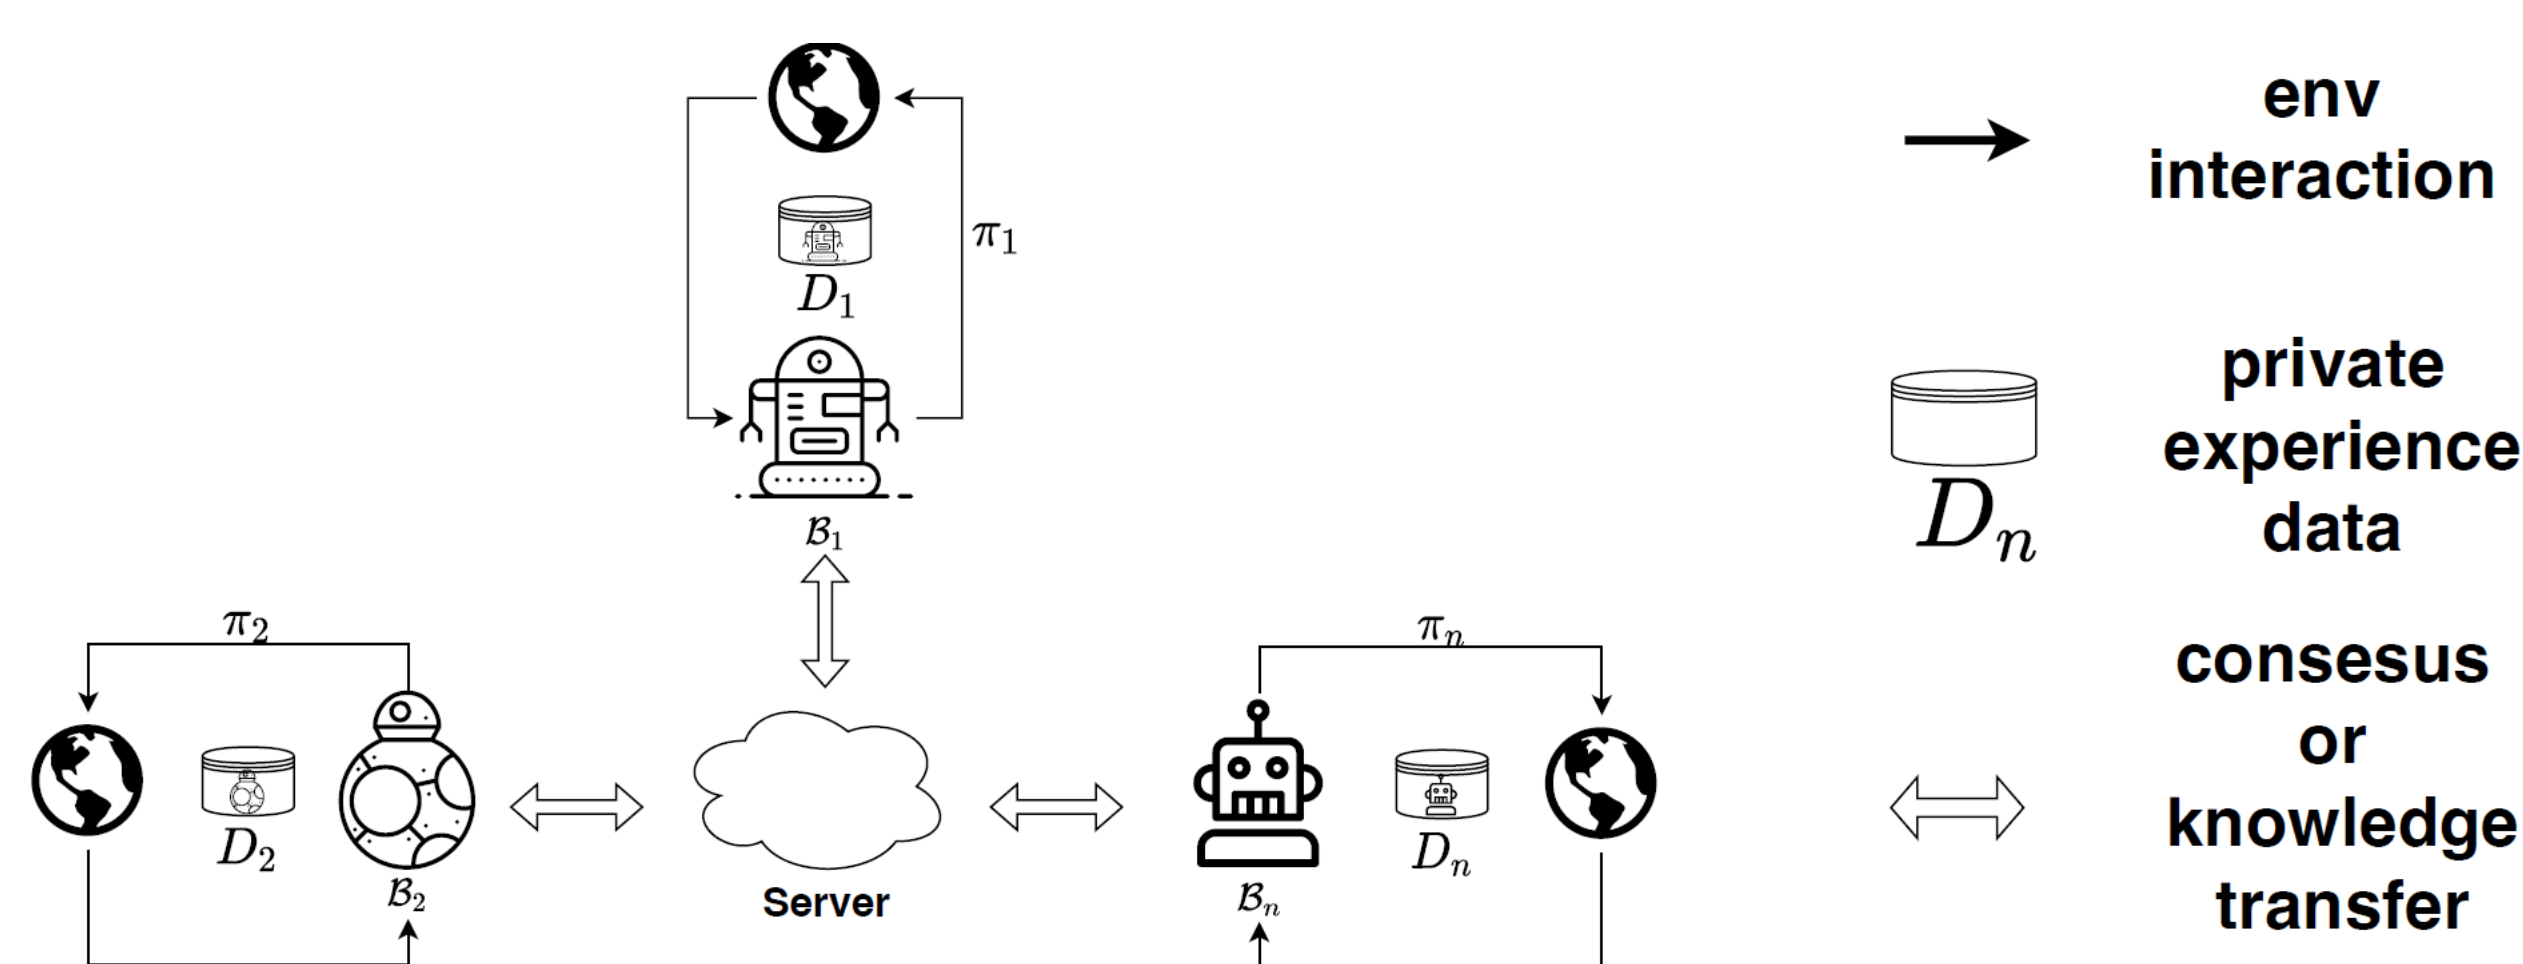 π₁
D₁
ℬ₁
π₂
D₂
ℬ₂
Server
πₙ
Dₙ
ℬₙ
env
interaction
Dₙ
private
experience
data
consesus
or
knowledge
transfer